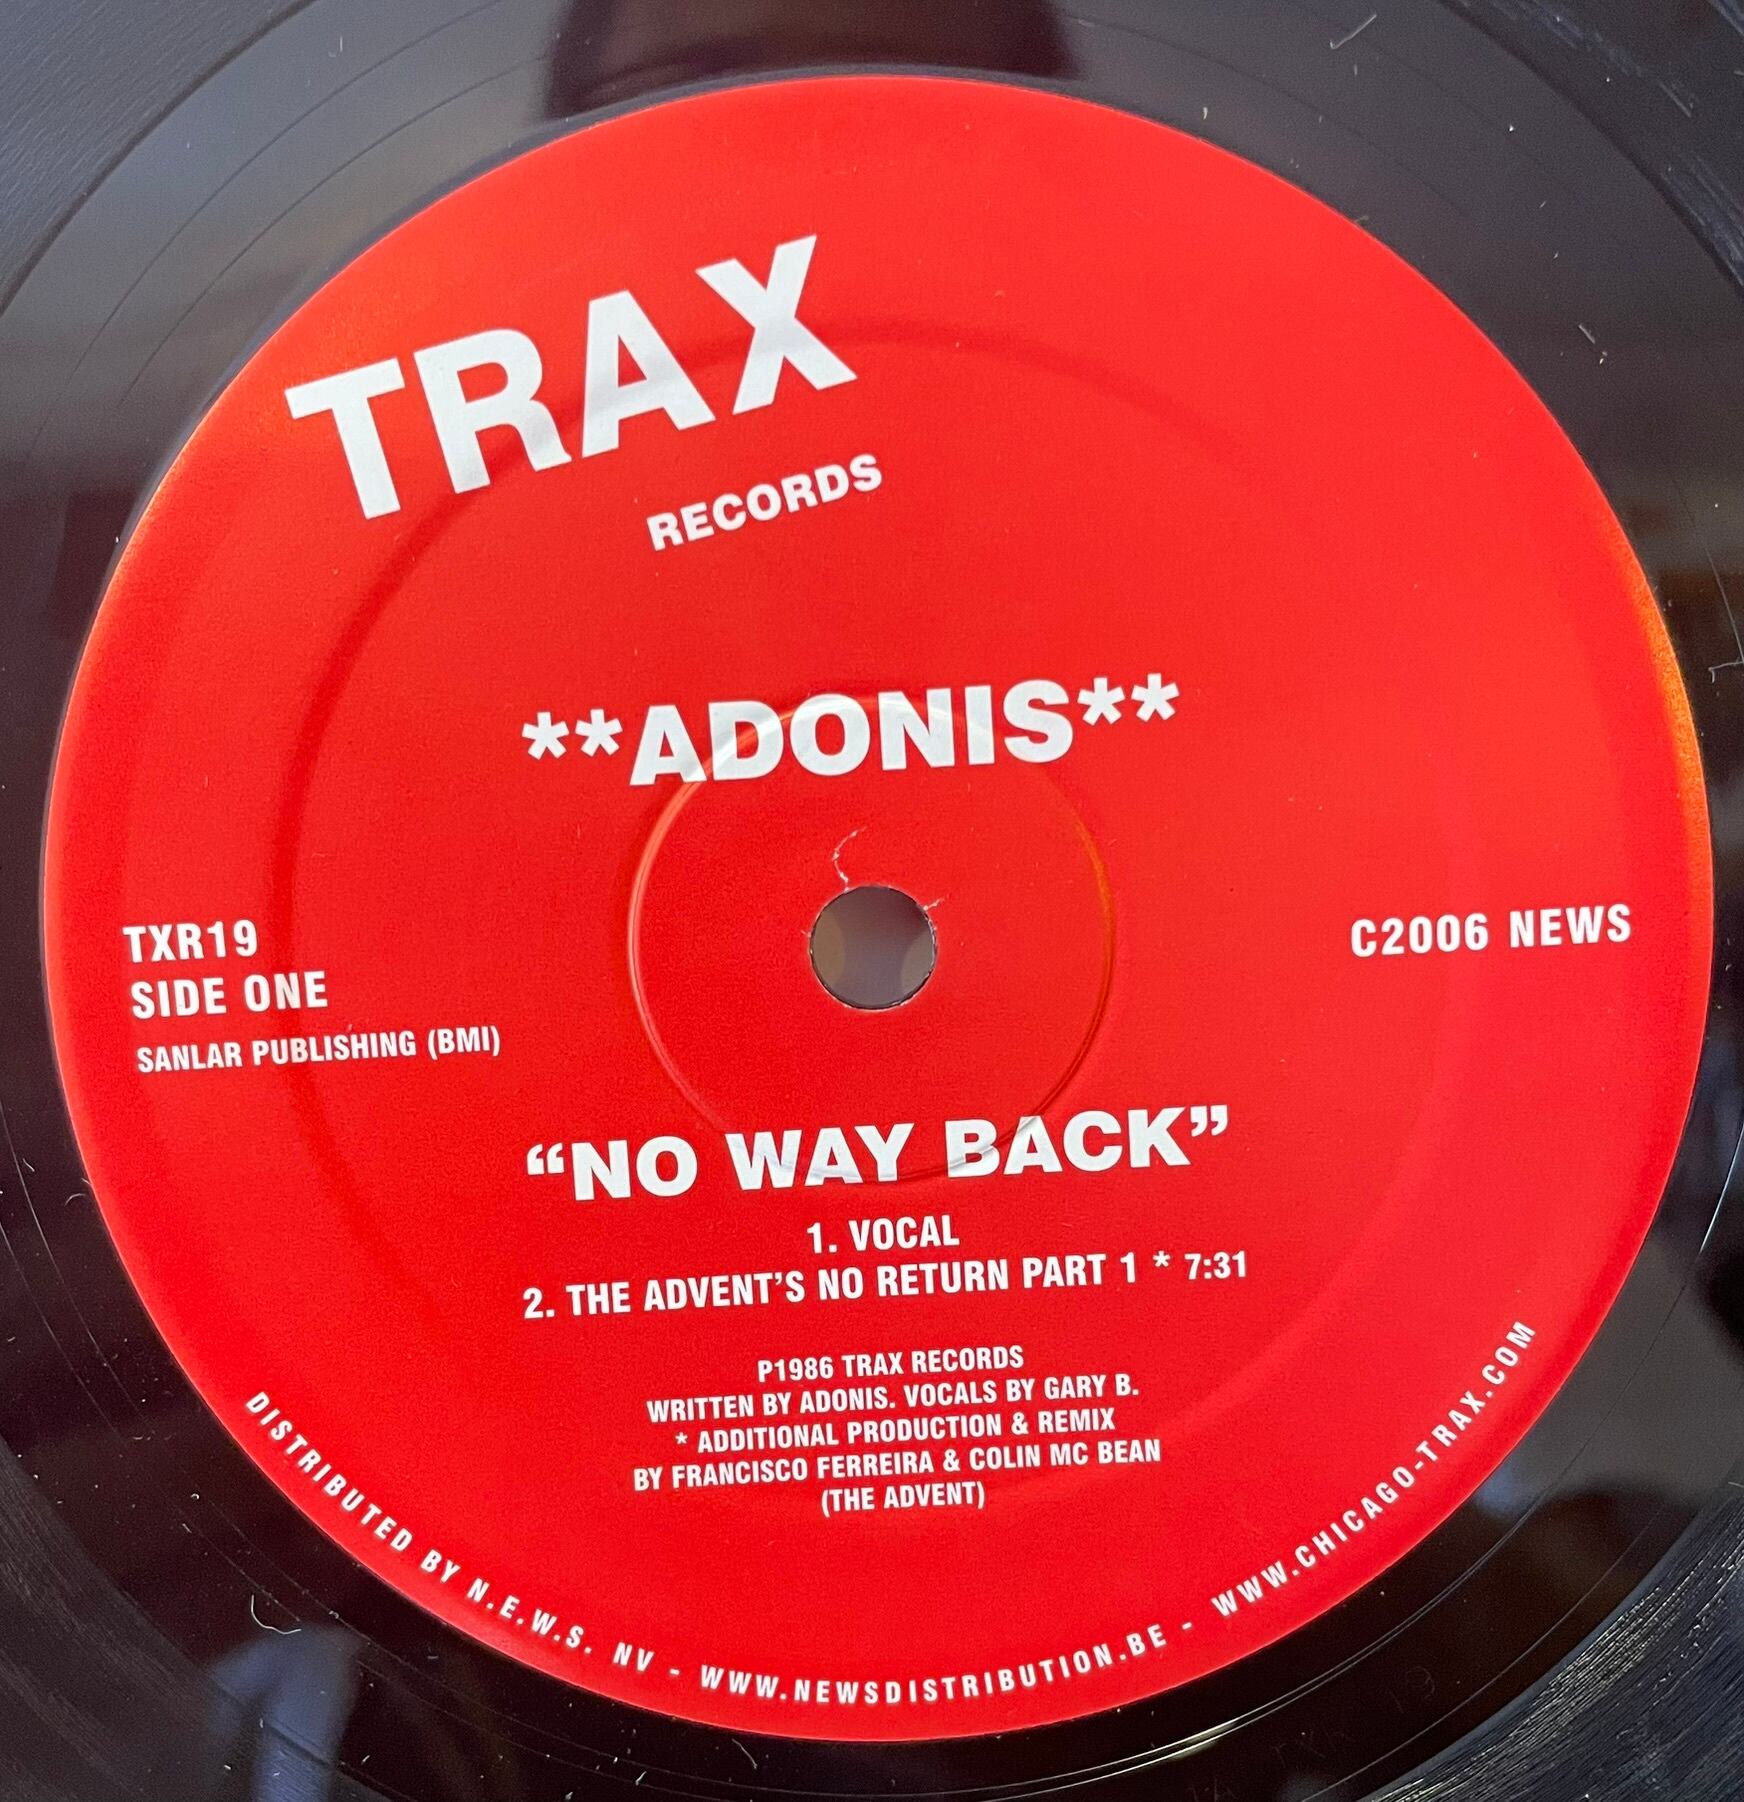 TRAX
RECORDS
**ADONIS**
TXR19
SIDE ONE
SANLAR PUBLISHING (BMI)
C2006 NEWS
“NO WAY BACK”
1. VOCAL
2. THE ADVENT’S NO RETURN PART 1 * 7:31
P1986 TRAX RECORDS
WRITTEN BY ADONIS. VOCALS BY GARY B.
* ADDITIONAL PRODUCTION & REMIX
BY FRANCISCO FERREIRA & COLIN MC BEAN
(THE ADVENT)
DISTRIBUTED BY N.E.W.S. NV - WWW.NEWSDISTRIBUTION.BE - WWW.CHICAGO-TRAX.COM